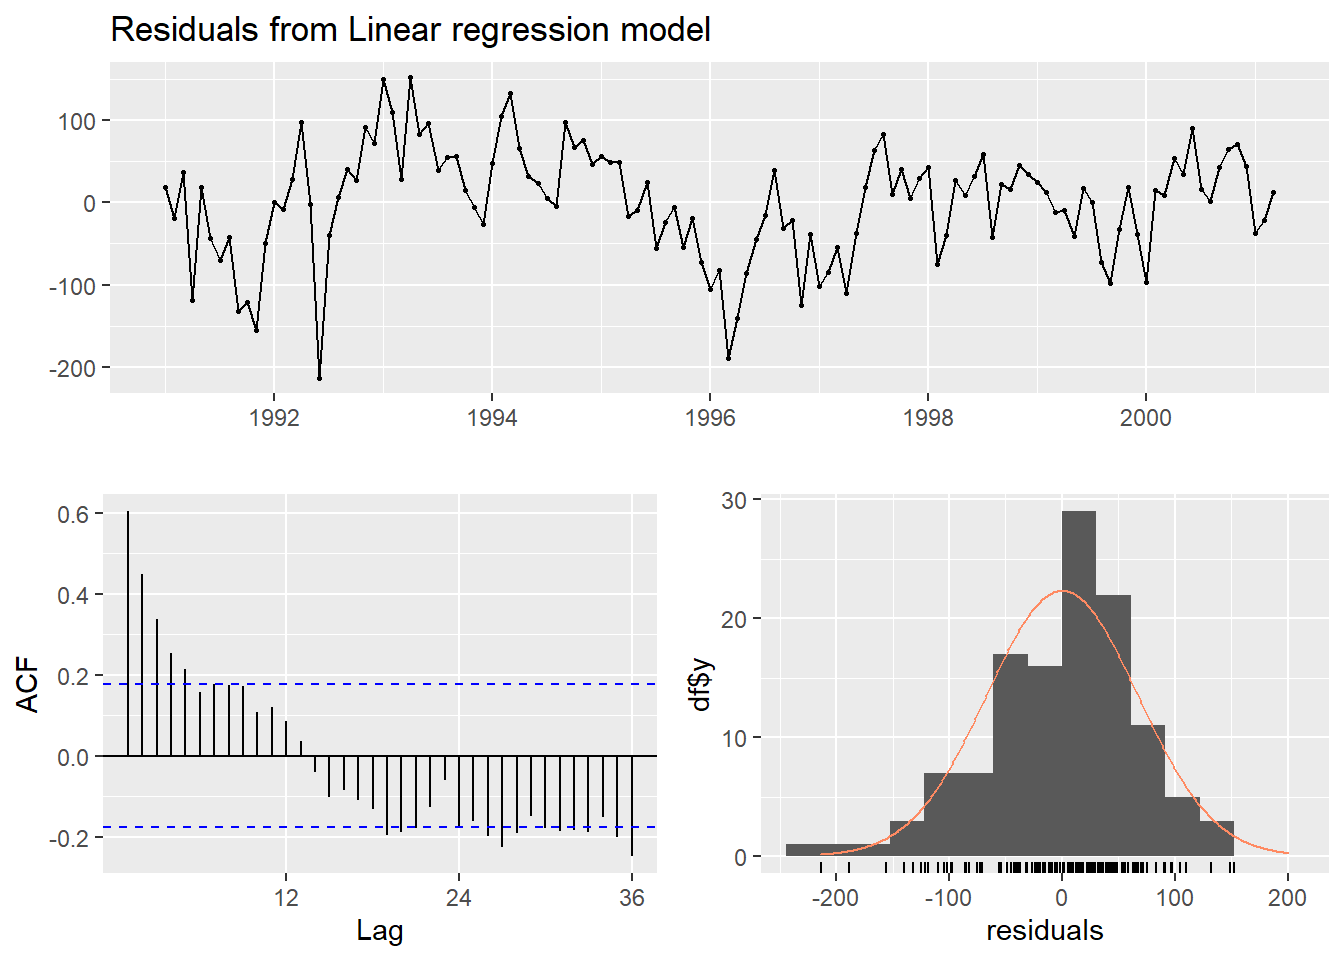 Residuals from Linear regression model
100
0
-100
-200
1992 1994 1996 1998 2000
ACF
0.6
0.4
0.2
0.0
-0.2
12 24 36
Lag
df$y
30
20
10
0
-200 -100 0 100 200
residuals